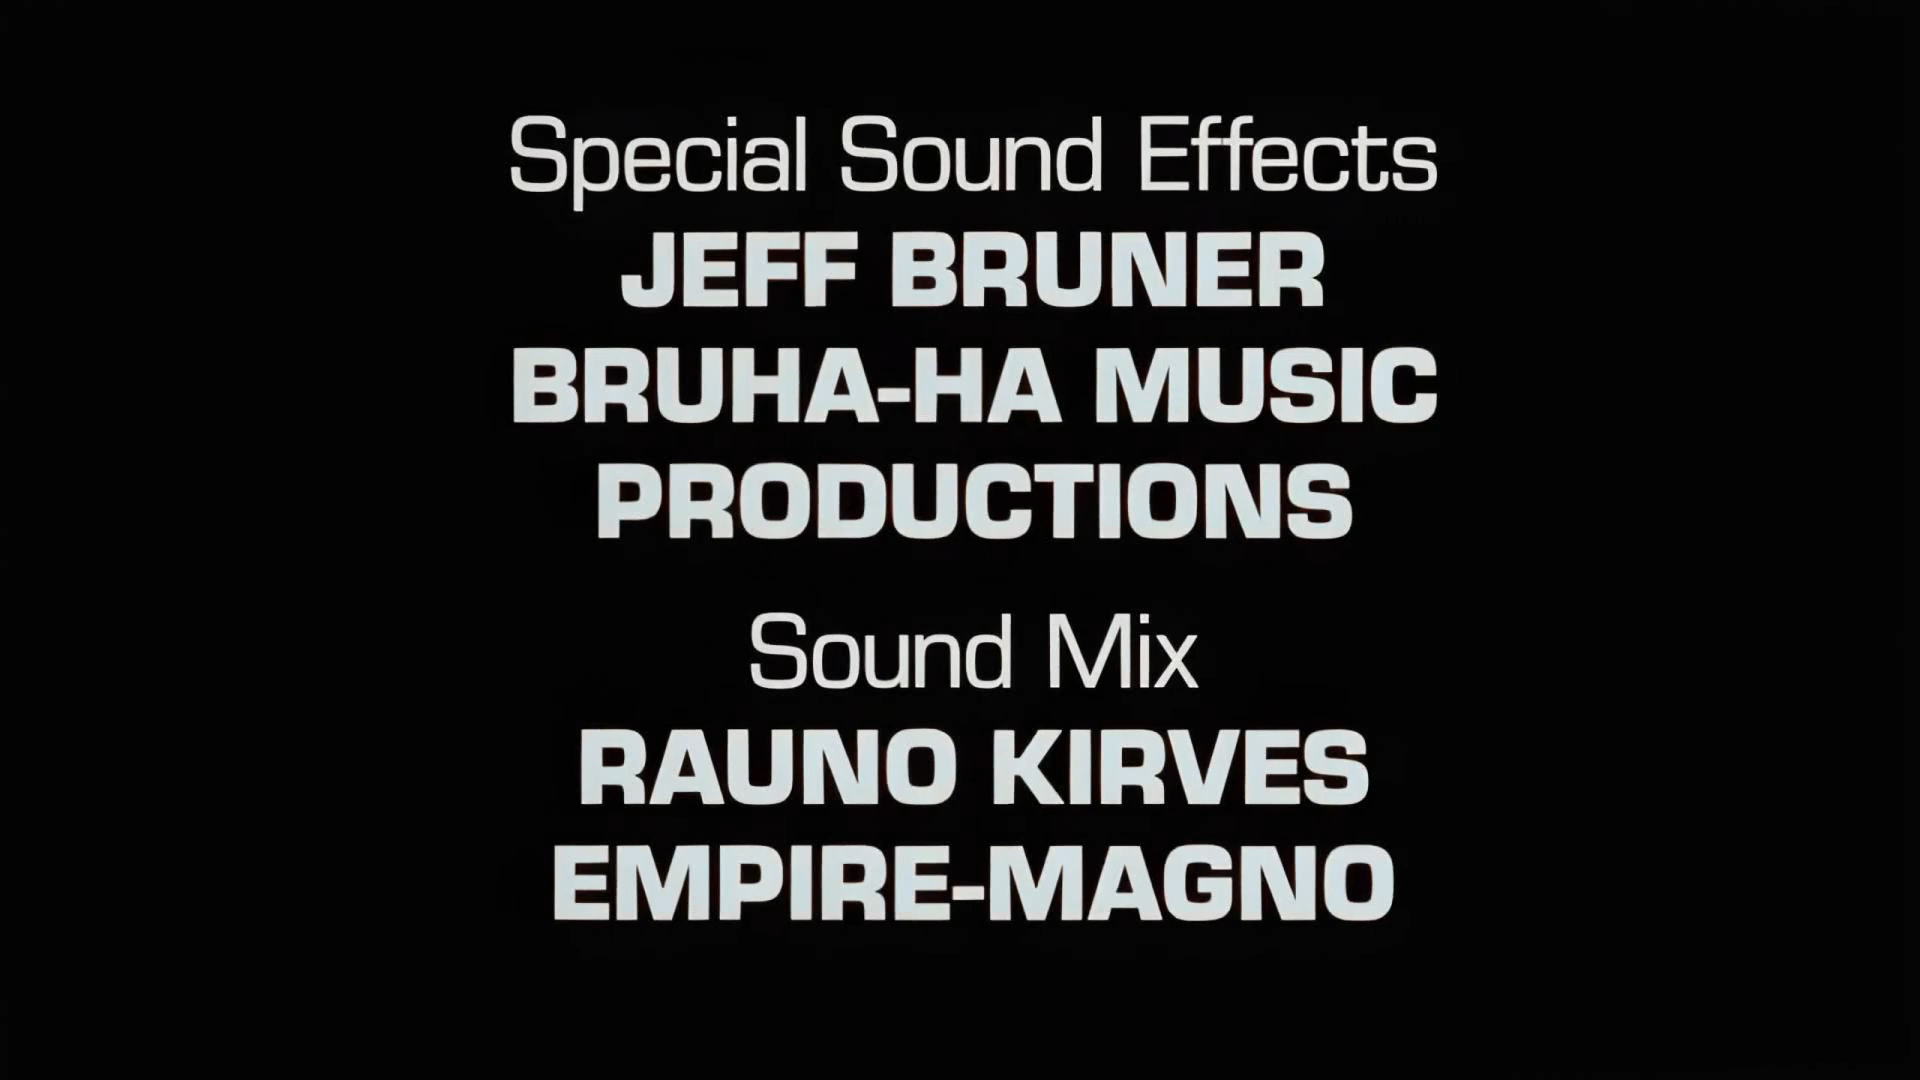 Special Sound Effects
JEFF BRUNER
BRUHA-HA MUSIC
PRODUCTIONS
Sound Mix
RAUNO KIRVES
EMPIRE-MAGNO